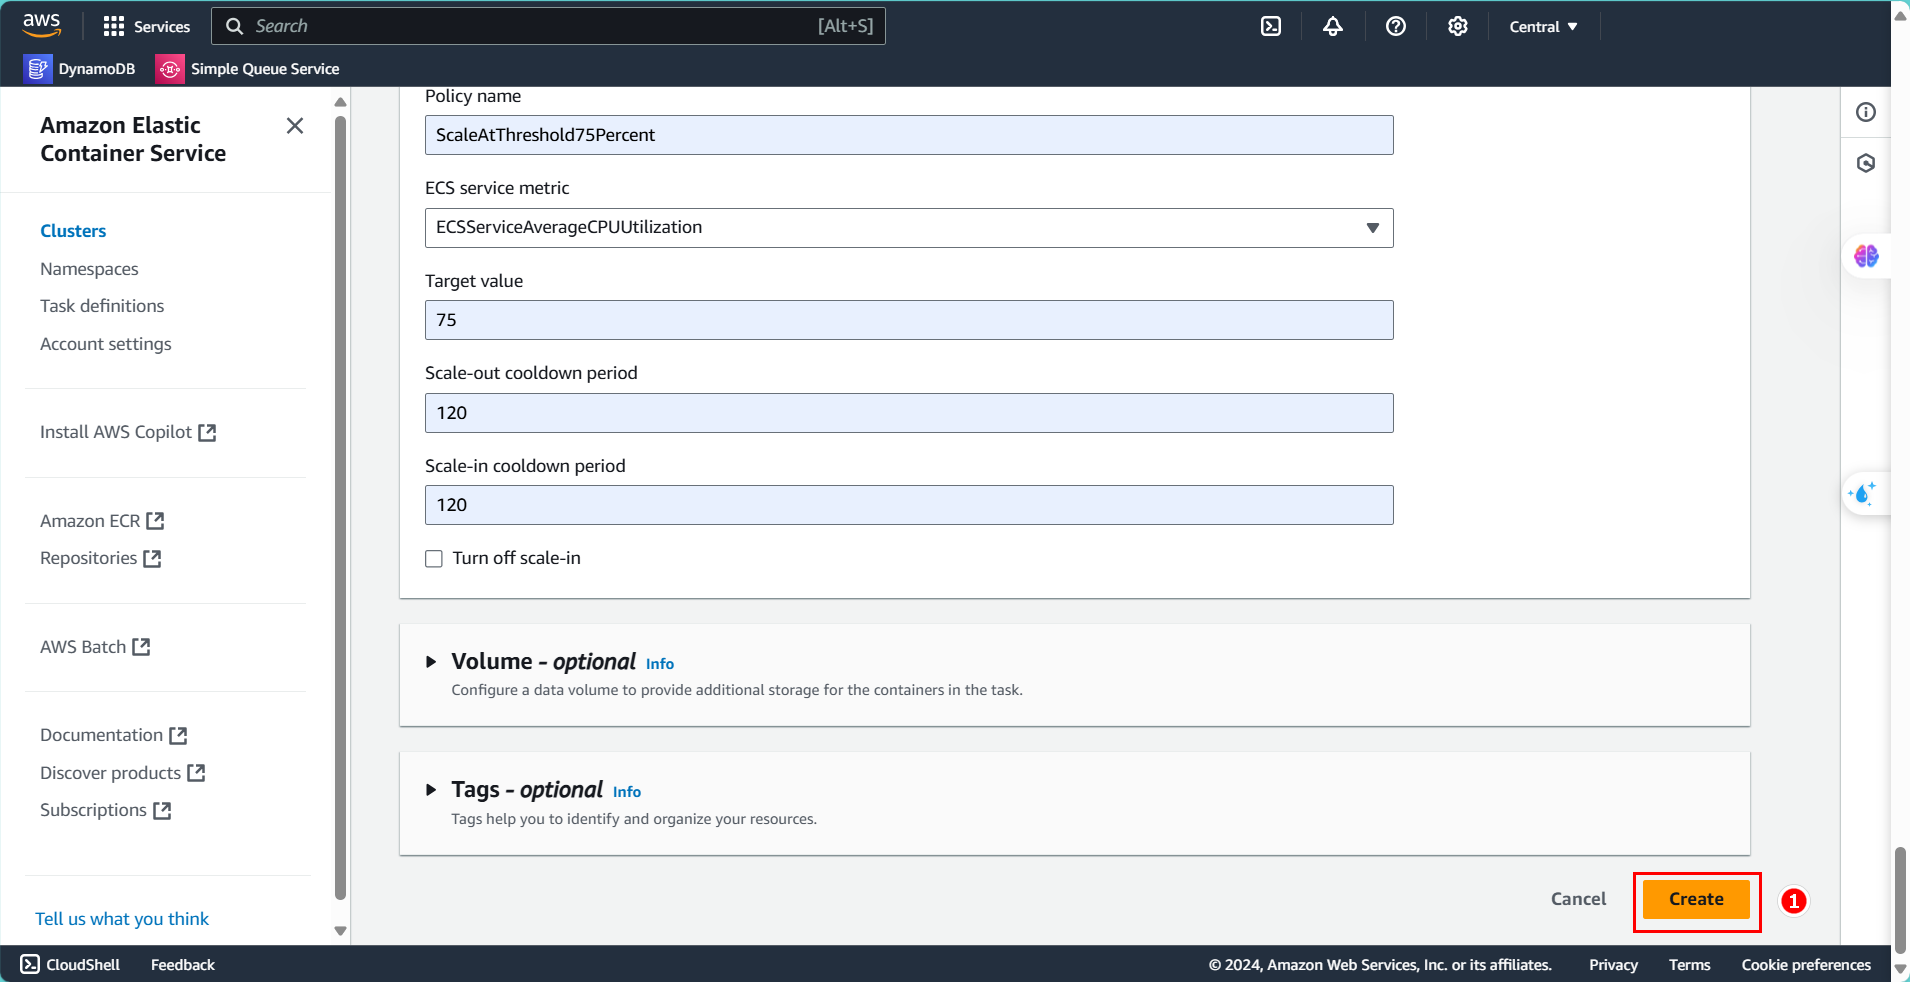 aws
Services
Search
[Alt+S]
Central
DynamoDB
Simple Queue Service
Amazon Elastic
Container Service
Clusters
Namespaces
Task definitions
Account settings
Install AWS Copilot
Amazon ECR
Repositories
AWS Batch
Documentation
Discover products
Subscriptions
Tell us what you think
Policy name
ScaleAtThreshold75Percent
ECS service metric
ECSServiceAverageCPUUtilization
Target value
75
Scale-out cooldown period
120
Scale-in cooldown period
120
Turn off scale-in
Volume - optional Info
Configure a data volume to provide additional storage for the containers in the task.
Tags - optional Info
Tags help you to identify and organize your resources.
Cancel
Create
1
CloudShell
Feedback
© 2024, Amazon Web Services, Inc. or its affiliates.
Privacy
Terms
Cookie preferences